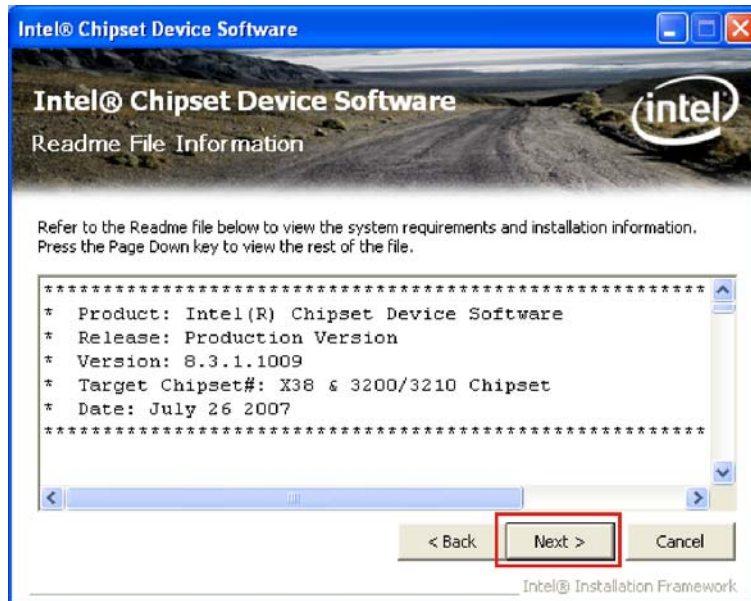 Intel® Chipset Device Software
Intel® Chipset Device Software
intel
Readme File Information
Refer to the Readme file below to view the system requirements and installation information.
Press the Page Down key to view the rest of the file.
************************************************************
* Product: Intel(R) Chipset Device Software
* Release: Production Version
* Version: 8.3.1.1009
* Target Chipset#: X38 & 3200/3210 Chipset
* Date: July 26 2007
************************************************************
< Back Next > Cancel
Intel® Installation Framework